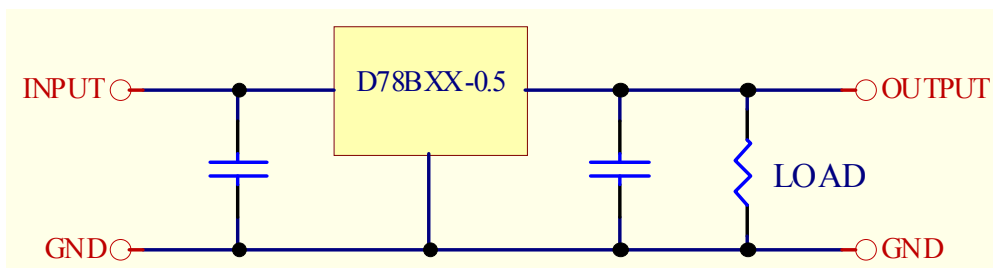 D78BXX-0.5
INPUT
OUTPUT
LOAD
GND
GND